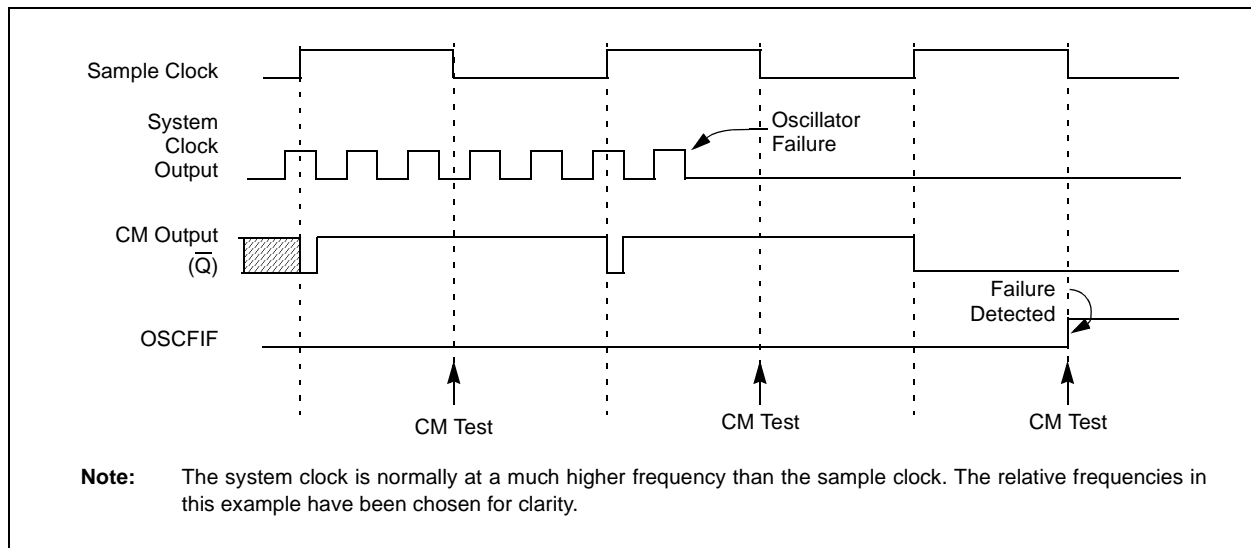 Sample Clock
System
Clock
Output
Oscillator
Failure
CM Output
(Q̅)
Failure
Detected
OSCFIF
CM Test
CM Test
CM Test
Note: The system clock is normally at a much higher frequency than the sample clock. The relative frequencies in
this example have been chosen for clarity.